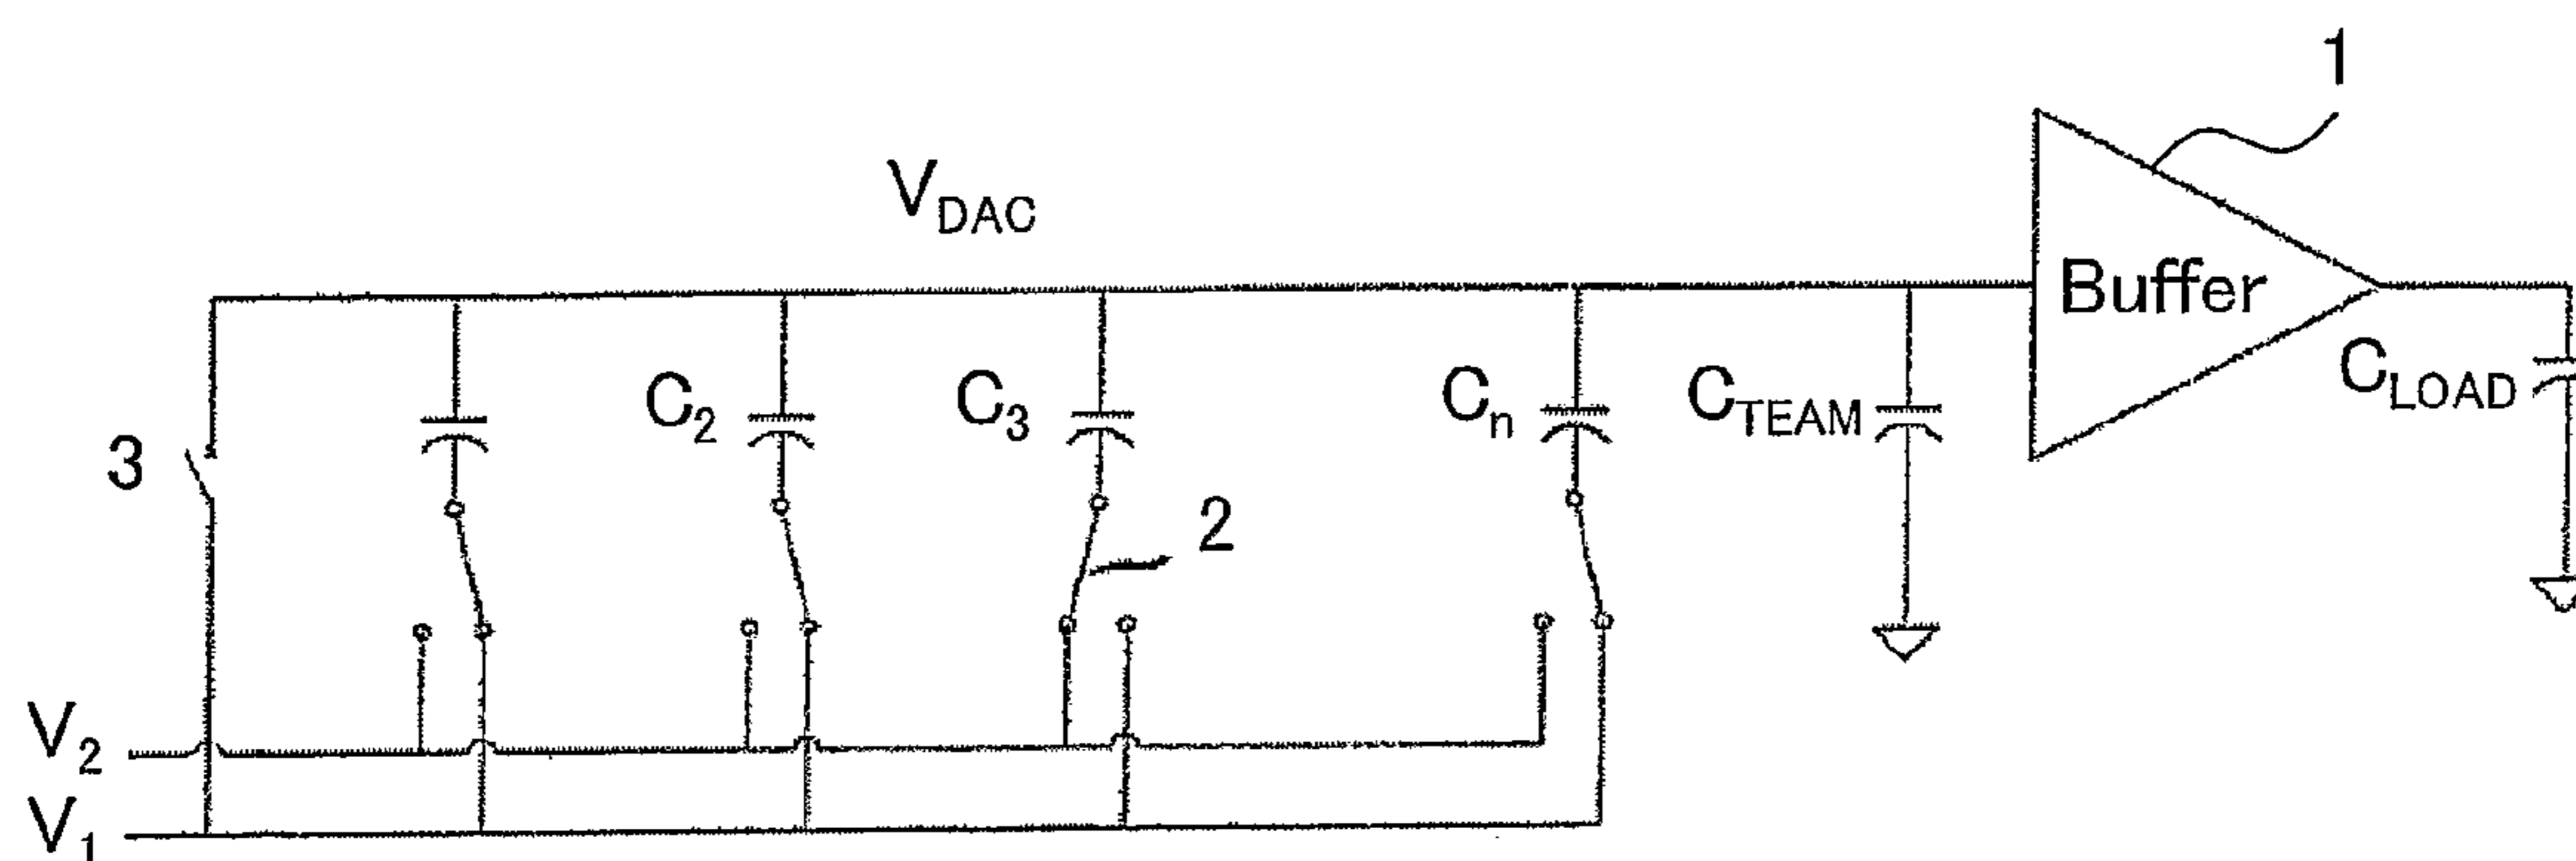 1
V_DAC
Buffer
C_2
C_3
C_n
C_TEAM
C_LOAD
3
2
V_2
V_1